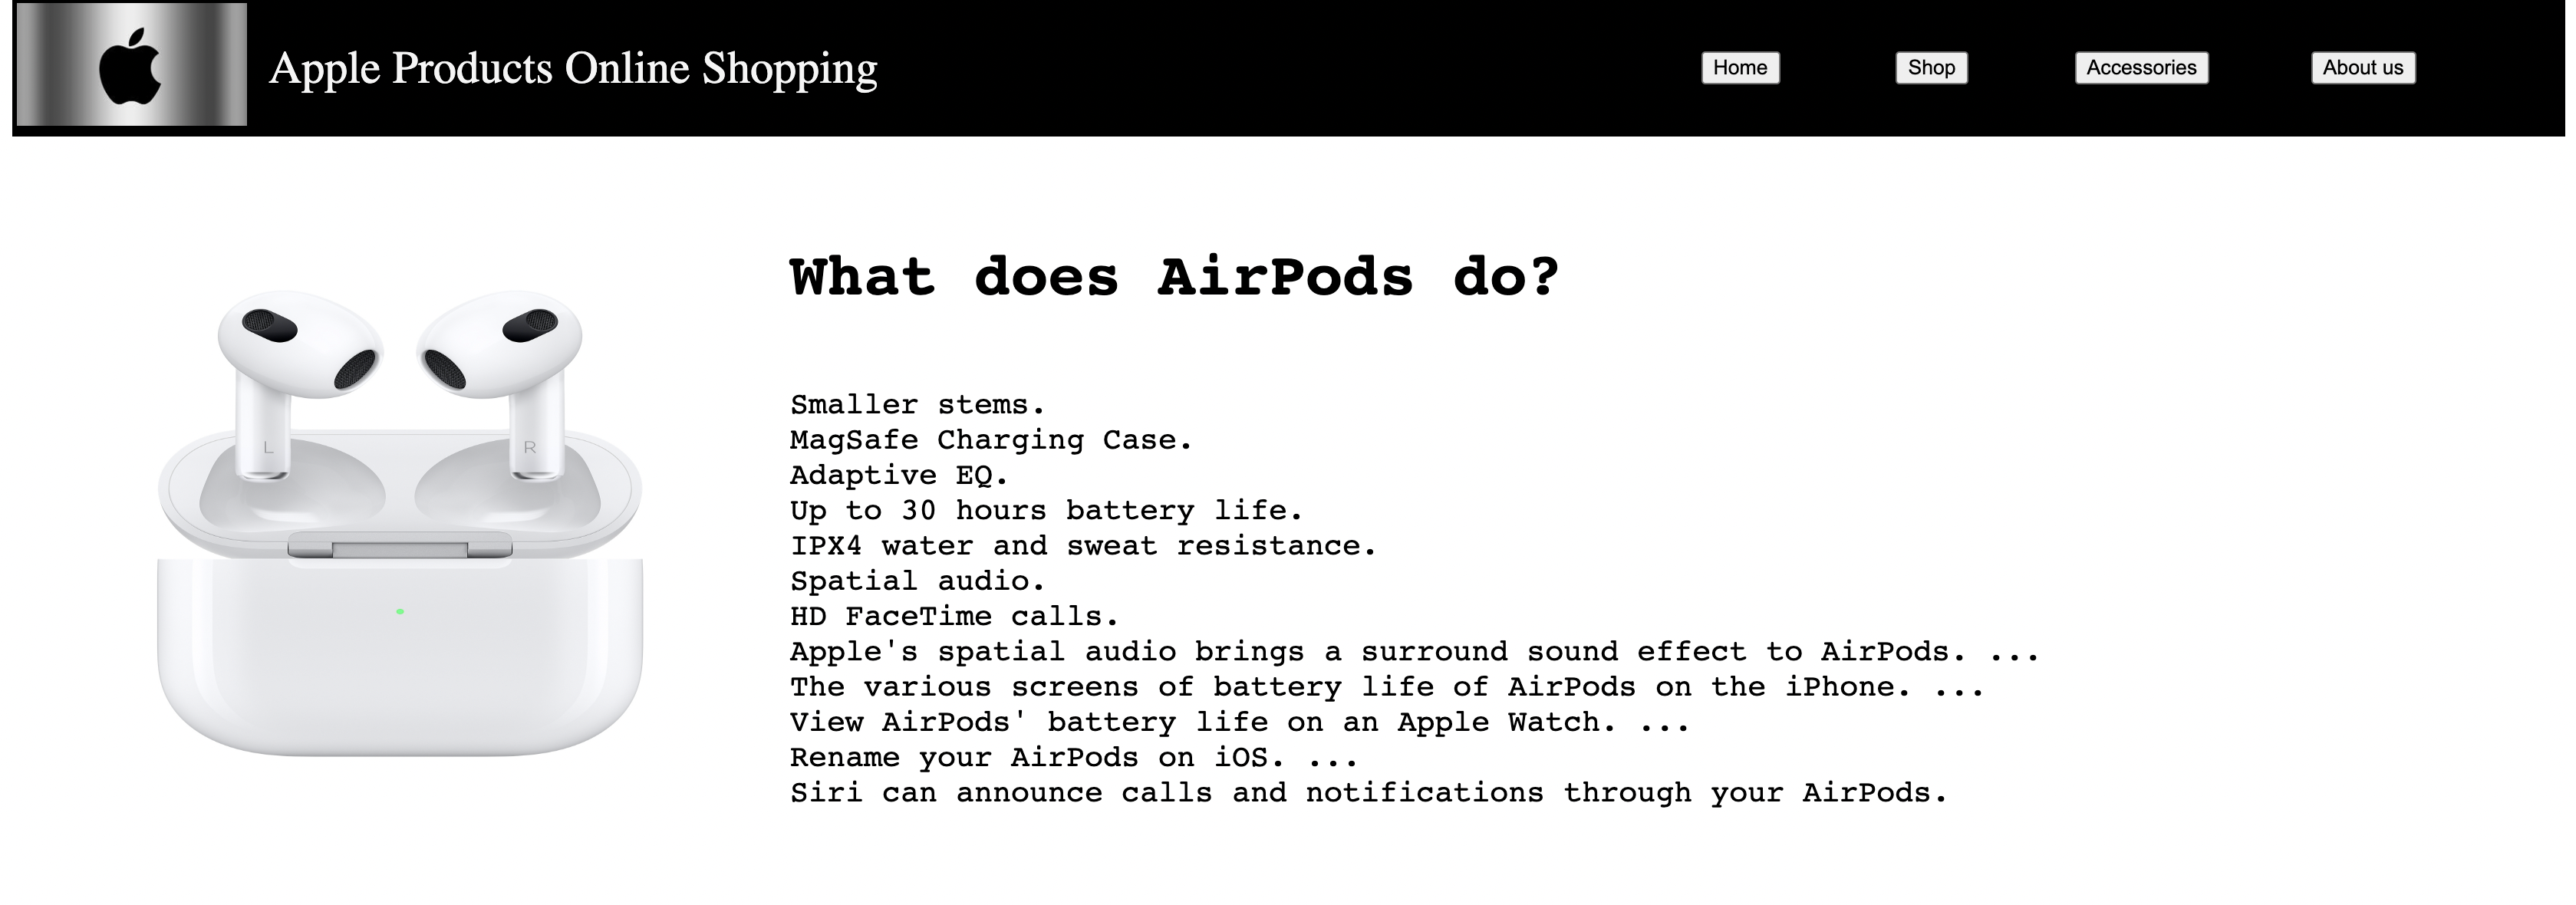 Apple Products Online Shopping
Home
Shop
Accessories
About us
What does AirPods do?
L
R
Smaller stems.
MagSafe Charging Case.
Adaptive EQ.
Up to 30 hours battery life.
IPX4 water and sweat resistance.
Spatial audio.
HD FaceTime calls.
Apple's spatial audio brings a surround sound effect to AirPods. ...
The various screens of battery life of AirPods on the iPhone. ...
View AirPods' battery life on an Apple Watch. ...
Rename your AirPods on iOS. ...
Siri can announce calls and notifications through your AirPods.